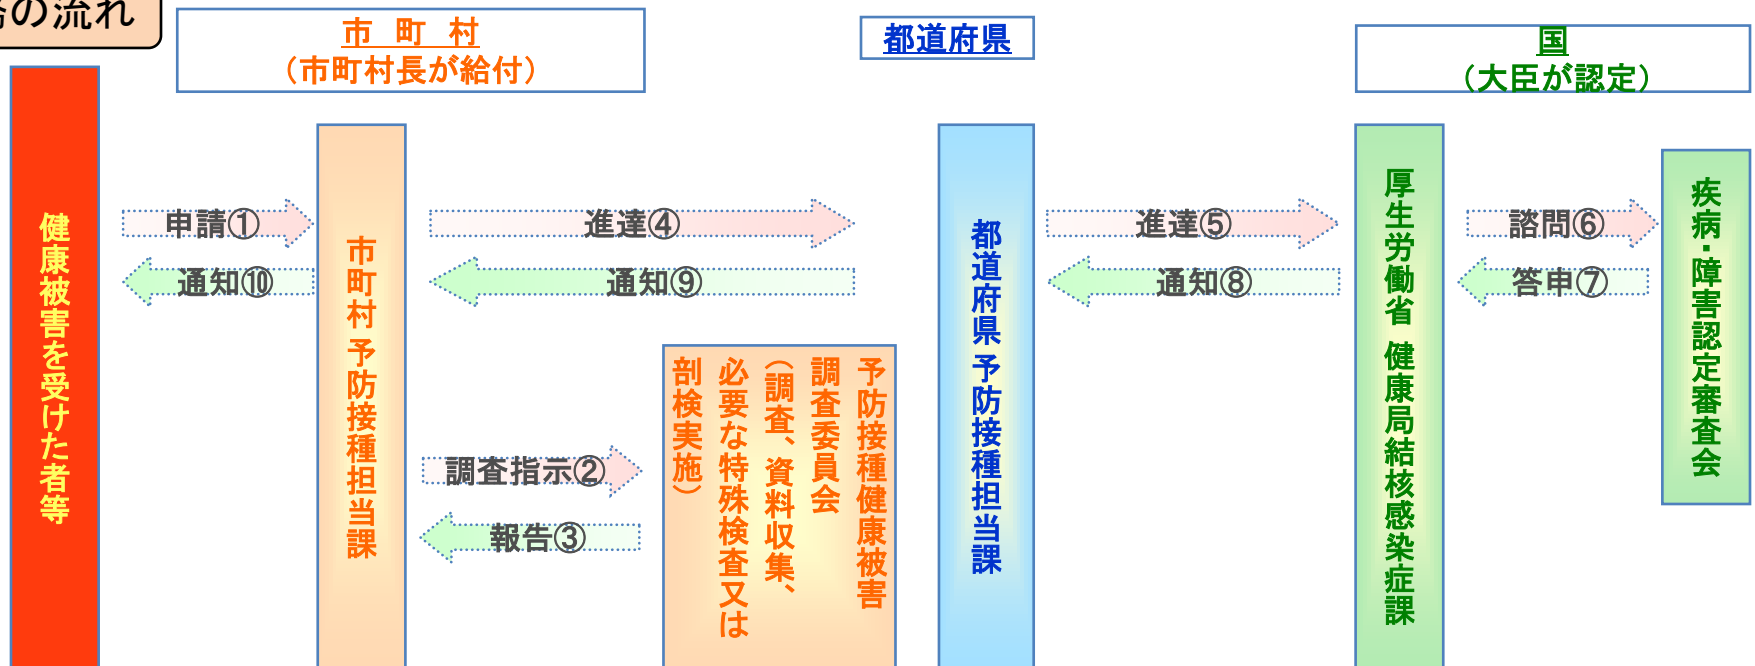 の流れ
市 町 村
（市町村長が給付）
都道府県
国
（大臣が認定）
健康被害を受けた者等
申請①
通知⑩
市町村 予防接種担当課
進達④
通知⑨
調査指示②
報告③
予防接種健康被害
調査委員会
（調査、資料収集、
必要な特殊検査又は
剖検実施）
都道府県 予防接種担当課
進達⑤
通知⑧
厚生労働省 健康局結核感染症課
諮問⑥
答申⑦
疾病・障害認定審査会